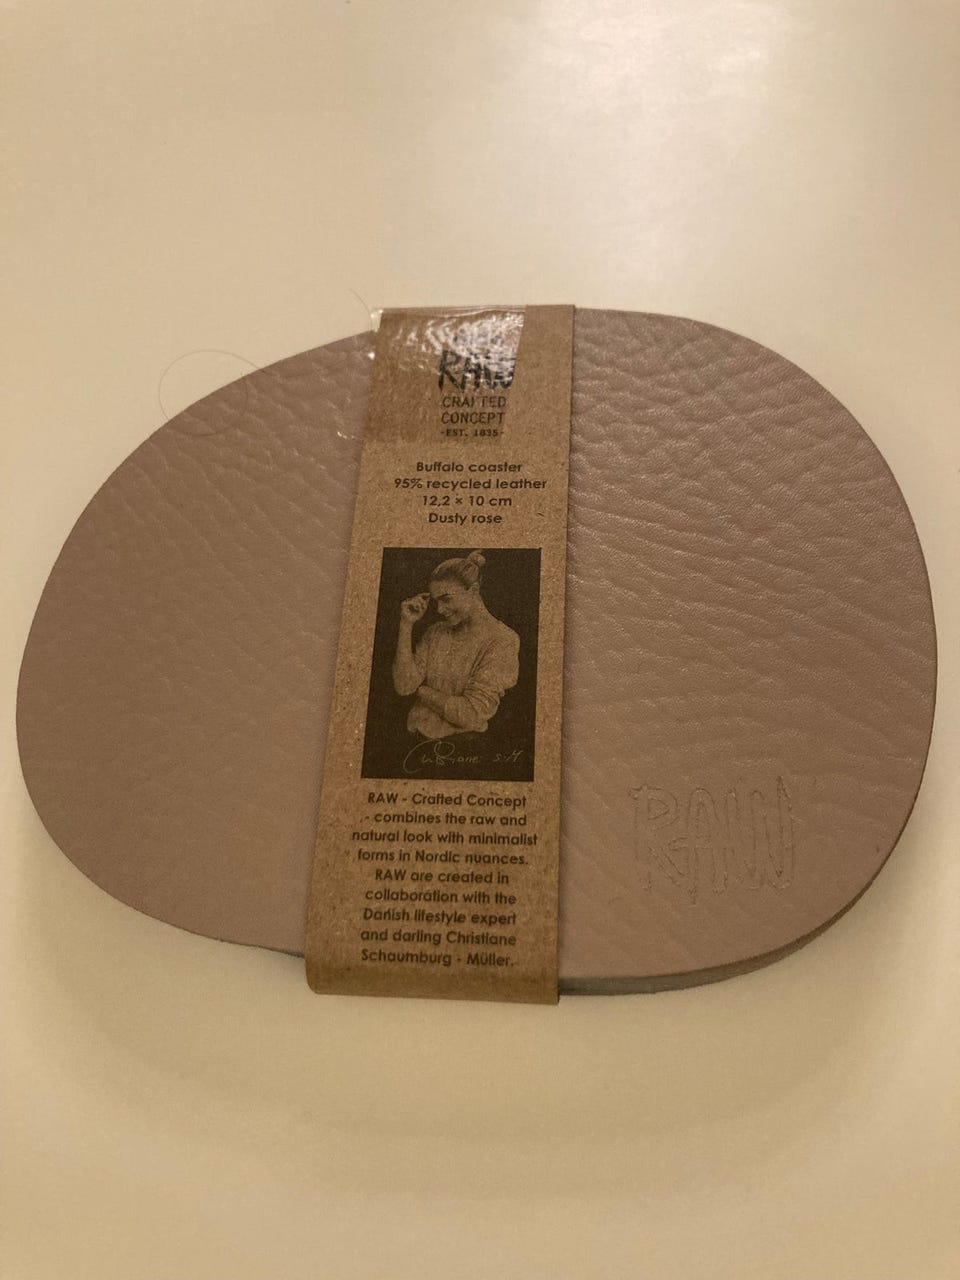 RAW
CRAFTED
CONCEPT
-EST. 1835-
Buffalo coaster
95% recycled leather
12,2 × 10 cm
Dusty rose
RAW - Crafted Concept
- combines the raw and
natural look with minimalist
forms in Nordic nuances.
RAW are created in
collaboration with the
Danish lifestyle expert
and darling Christiane
Schaumburg - Müller.
RAW